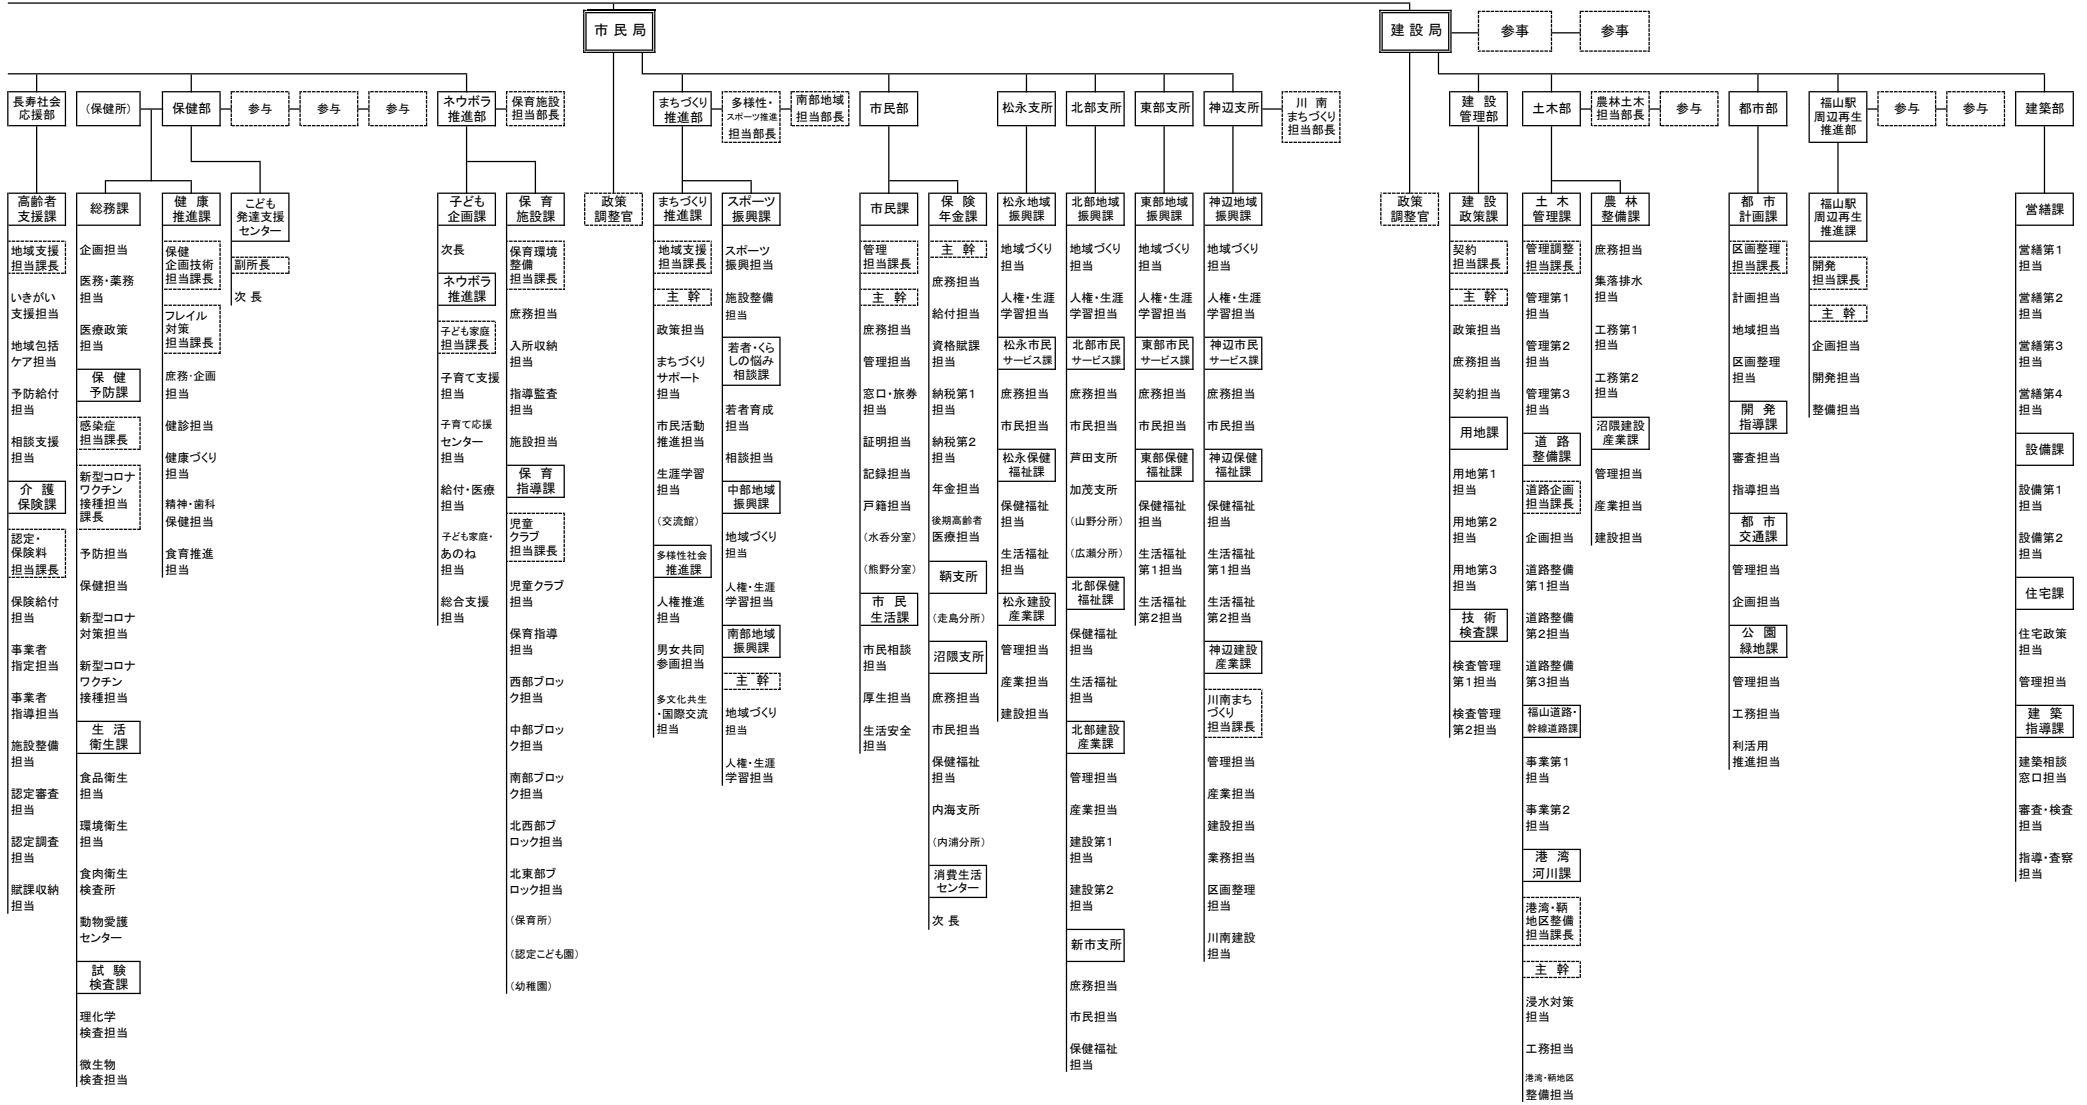 市 民 局
建 設 局
参事
参事
長寿社会
応援部
（保健所）
保健部
参与
参与
参与
ネウボラ
推進部
保育施設
担当部長
まちづくり
推進部
多様性・
スポーツ推進
担当部長
南部地域
担当部長
市民部
松永支所
北部支所
東部支所
神辺支所
川 南
まちづくり
担当部長
建 設
管理部
土木部
農林土木
担当部長
参与
都市部
福山駅
周辺再生
推進部
参与
参与
建築部
高齢者
支援課
地域支援
担当課長
いきがい
支援担当
地域包括
ケア担当
予防給付
担当
相談支援
担当
介 護
保険課
認定・
保険料
担当課長
保険給付
担当
事業者
指定担当
事業者
指導担当
施設整備
担当
認定審査
担当
認定調査
担当
賦課収納
担当
総務課
企画担当
医務・薬務
担当
医療政策
担当
保 健
予防課
感染症
担当課長
新型コロナ
ワクチン
接種担当
課長
予防担当
保健担当
新型コロナ
対策担当
新型コロナ
ワクチン
接種担当
生 活
衛生課
食品衛生
担当
環境衛生
担当
食肉衛生
検査所
動物愛護
センター
試 験
検査課
理化学
検査担当
微生物
検査担当
健 康
推進課
保健
企画技術
担当課長
フレイル
対策
担当課長
庶務・企画
担当
健診担当
健康づくり
担当
精神・歯科
保健担当
食育推進
担当
こども
発達支援
センター
副所長
次 長
子ども
企画課
次長
ネウボラ
推進課
子ども家庭
担当課長
子育て支援
担当
子育て応援
センター
担当
給付・医療
担当
子ども家庭・
あのね
担当
総合支援
担当
保 育
施設課
保育環境
整備
担当課長
庶務担当
入所収納
担当
指導監査
担当
施設担当
保 育
指導課
児童
クラブ
担当課長
児童クラブ
担当
保育指導
担当
西部ブロッ
ク担当
中部ブロッ
ク担当
南部ブロッ
ク担当
北西部ブ
ロック担当
北東部ブ
ロック担当
（保育所）
（認定こども園）
（幼稚園）
政策
調整官
まちづくり
推進課
地域支援
担当課長
主 幹
政策担当
まちづくり
サポート
担当
市民活動
推進担当
生涯学習
担当
（交流館）
多様性社会
推進課
人権推進
担当
男女共同
参画担当
多文化共生
・国際交流
担当
スポーツ
振興課
スポーツ
振興担当
施設整備
担当
若者・くら
しの悩み
相談課
若者育成
担当
相談担当
中部地域
振興課
地域づくり
担当
人権・生涯
学習担当
南部地域
振興課
主 幹
地域づくり
担当
人権・生涯
学習担当
市民課
管理
担当課長
主 幹
庶務担当
管理担当
窓口・旅券
担当
証明担当
記録担当
戸籍担当
（水呑分室）
（熊野分室）
市 民
生活課
市民相談
担当
厚生担当
生活安全
担当
保 険
年金課
主 幹
庶務担当
給付担当
資格賦課
担当
納税第1
担当
納税第2
担当
年金担当
後期高齢者
医療担当
鞆支所
（走島分所）
沼隈支所
庶務担当
市民担当
保健福祉
担当
内海支所
（内浦分所）
消費生活
センター
次 長
松永地域
振興課
地域づくり
担当
人権・生涯
学習担当
松永市民
サービス課
庶務担当
市民担当
松永保健
福祉課
保健福祉
担当
生活福祉
担当
松永建設
産業課
管理担当
産業担当
建設担当
北部地域
振興課
地域づくり
担当
人権・生涯
学習担当
北部市民
サービス課
庶務担当
市民担当
芦田支所
加茂支所
（山野分所）
（広瀬分所）
北部保健
福祉課
保健福祉
担当
生活福祉
担当
北部建設
産業課
管理担当
産業担当
建設第1
担当
建設第2
担当
新市支所
庶務担当
市民担当
保健福祉
担当
東部地域
振興課
地域づくり
担当
人権・生涯
学習担当
東部市民
サービス課
庶務担当
市民担当
東部保健
福祉課
保健福祉
担当
生活福祉
第1担当
生活福祉
第2担当
神辺地域
振興課
地域づくり
担当
人権・生涯
学習担当
神辺市民
サービス課
庶務担当
市民担当
神辺保健
福祉課
保健福祉
担当
生活福祉
第1担当
生活福祉
第2担当
神辺建設
産業課
川南まち
づくり
担当課長
管理担当
産業担当
建設担当
業務担当
区画整理
担当
川南建設
担当
政策
調整官
建 設
政策課
契約
担当課長
主 幹
政策担当
庶務担当
契約担当
用地課
用地第1
担当
用地第2
担当
用地第3
担当
技 術
検査課
検査管理
第1担当
検査管理
第2担当
土 木
管理課
管理調整
担当課長
管理第1
担当
管理第2
担当
管理第3
担当
道 路
整備課
道路企画
担当課長
企画担当
道路整備
第1担当
道路整備
第2担当
道路整備
第3担当
福山道路・
幹線道路課
事業第1
担当
事業第2
担当
港 湾
河川課
港湾・鞆
地区整備
担当課長
主 幹
浸水対策
担当
工務担当
港湾・鞆地区
整備担当
農 林
整備課
庶務担当
集落排水
担当
工務第1
担当
工務第2
担当
沼隈建設
産業課
管理担当
産業担当
建設担当
都 市
計画課
区画整理
担当課長
計画担当
地域担当
区画整理
担当
開 発
指導課
審査担当
指導担当
都 市
交通課
管理担当
企画担当
公 園
緑地課
管理担当
工務担当
利活用
推進担当
福山駅
周辺再生
推進課
開発
担当課長
主 幹
企画担当
開発担当
整備担当
営繕課
営繕第1
担当
営繕第2
担当
営繕第3
担当
営繕第4
担当
設備課
設備第1
担当
設備第2
担当
住宅課
住宅政策
担当
管理担当
建 築
指導課
建築相談
窓口担当
審査・検査
担当
指導・査察
担当